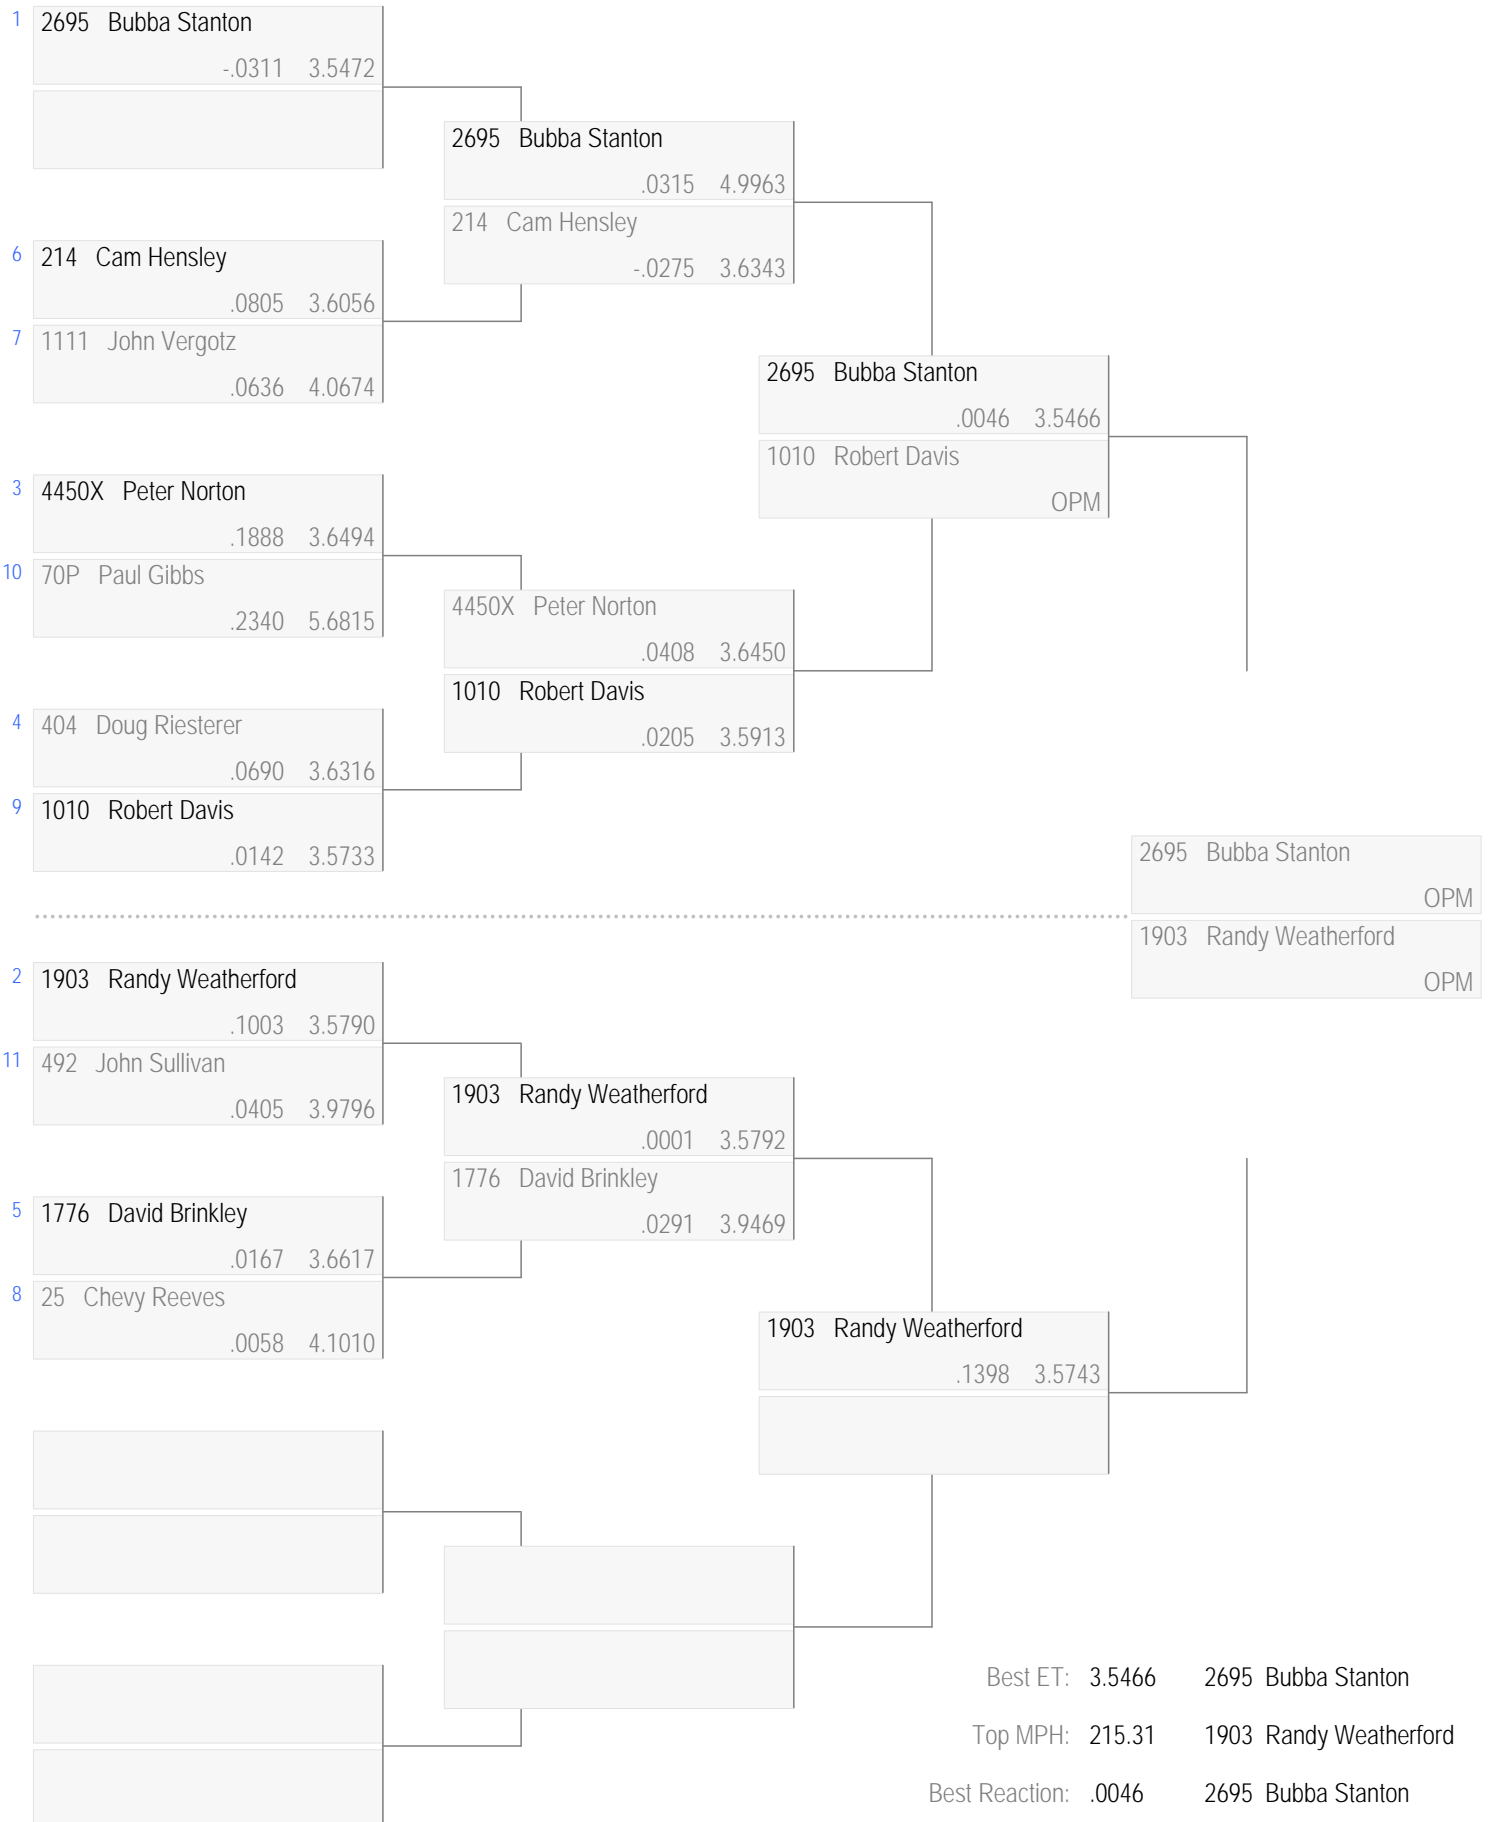 1 2695 Bubba Stanton
-.0311 3.5472
2695 Bubba Stanton
.0315 4.9963
214 Cam Hensley
-.0275 3.6343
6 214 Cam Hensley
.0805 3.6056
7 1111 John Vergotz
.0636 4.0674
2695 Bubba Stanton
.0046 3.5466
1010 Robert Davis
OPM
3 4450X Peter Norton
.1888 3.6494
10 70P Paul Gibbs
.2340 5.6815
4450X Peter Norton
.0408 3.6450
1010 Robert Davis
.0205 3.5913
4 404 Doug Riesterer
.0690 3.6316
9 1010 Robert Davis
.0142 3.5733
2695 Bubba Stanton
OPM
1903 Randy Weatherford
OPM
2 1903 Randy Weatherford
.1003 3.5790
11 492 John Sullivan
.0405 3.9796
1903 Randy Weatherford
.0001 3.5792
1776 David Brinkley
.0291 3.9469
5 1776 David Brinkley
.0167 3.6617
8 25 Chevy Reeves
.0058 4.1010
1903 Randy Weatherford
.1398 3.5743
Best ET: 3.5466 2695 Bubba Stanton
Top MPH: 215.31 1903 Randy Weatherford
Best Reaction: .0046 2695 Bubba Stanton